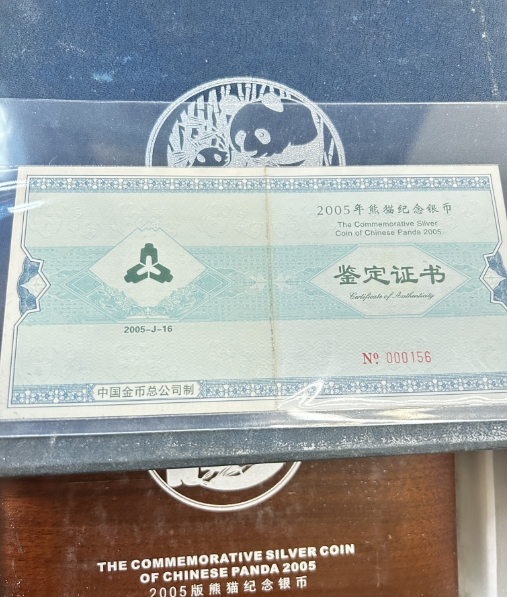 2005年熊猫纪念银币
The Commemorative Silver
Coin of Chinese Panda 2005
鉴定证书
Certificate of Authenticity
2005-J-16
Nº 000156
中国金币总公司制
THE COMMEMORATIVE SILVER COIN
OF CHINESE PANDA 2005
2005版熊猫纪念银币